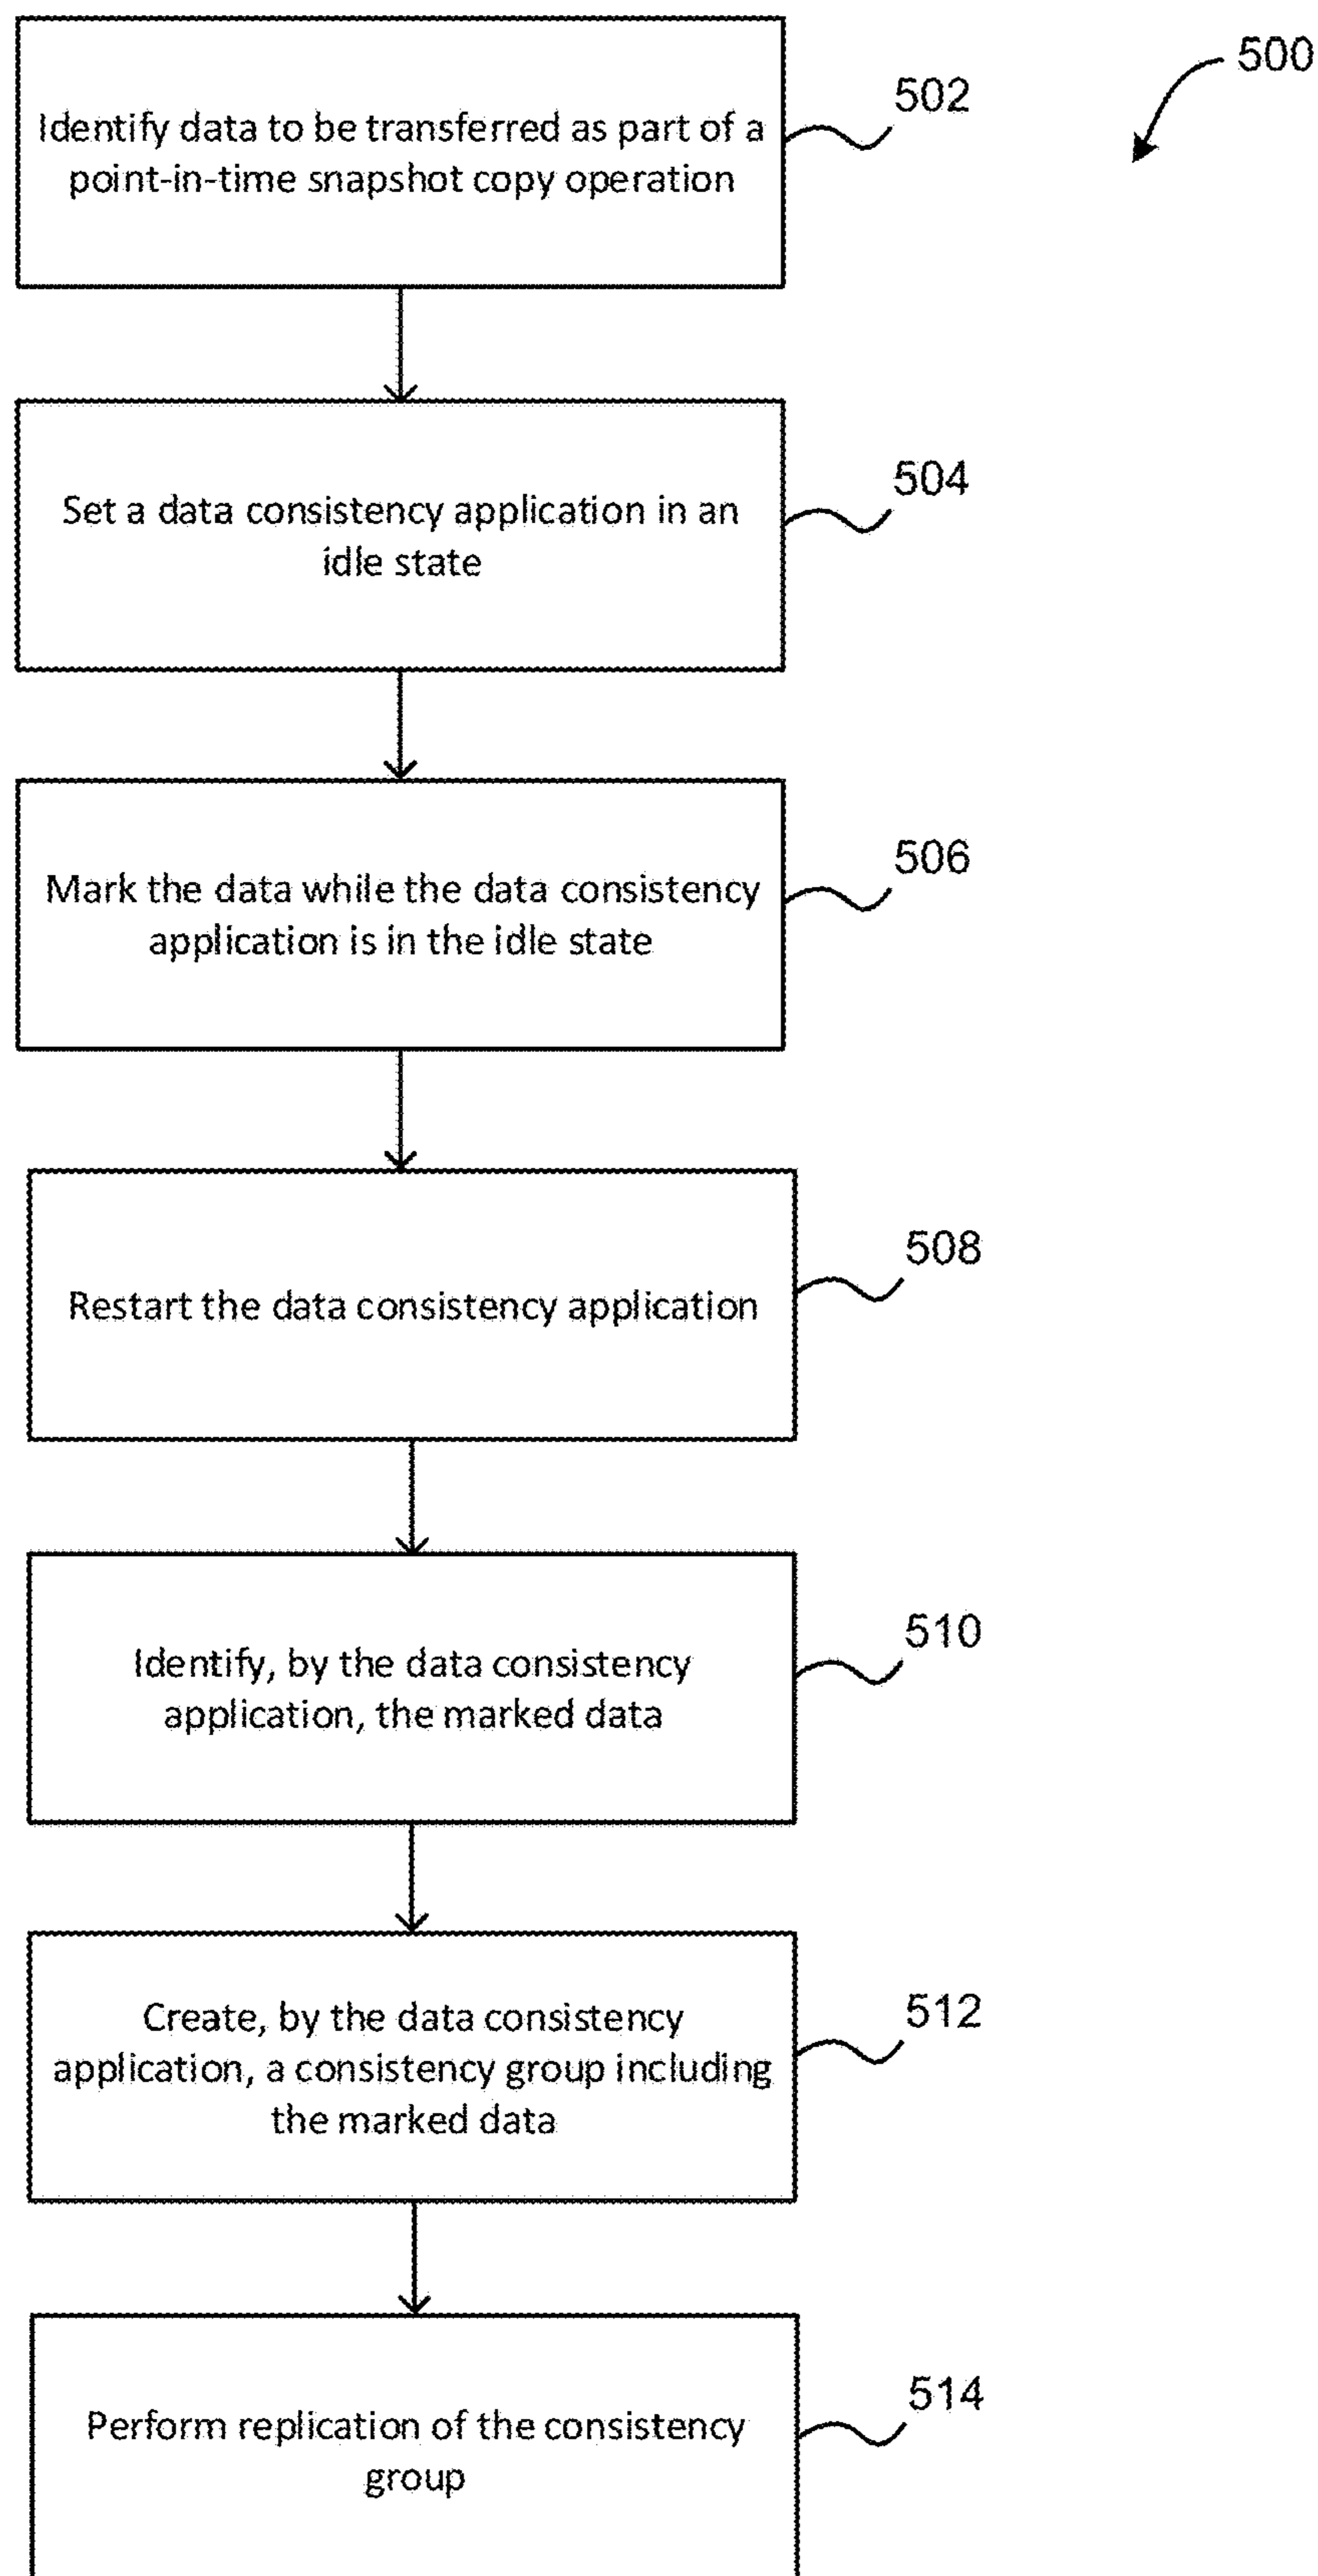 500
502
Identify data to be transferred as part of a
point-in-time snapshot copy operation
504
Set a data consistency application in an
idle state
506
Mark the data while the data consistency
application is in the idle state
508
Restart the data consistency application
510
Identify, by the data consistency
application, the marked data
512
Create, by the data consistency
application, a consistency group including
the marked data
514
Perform replication of the consistency
group